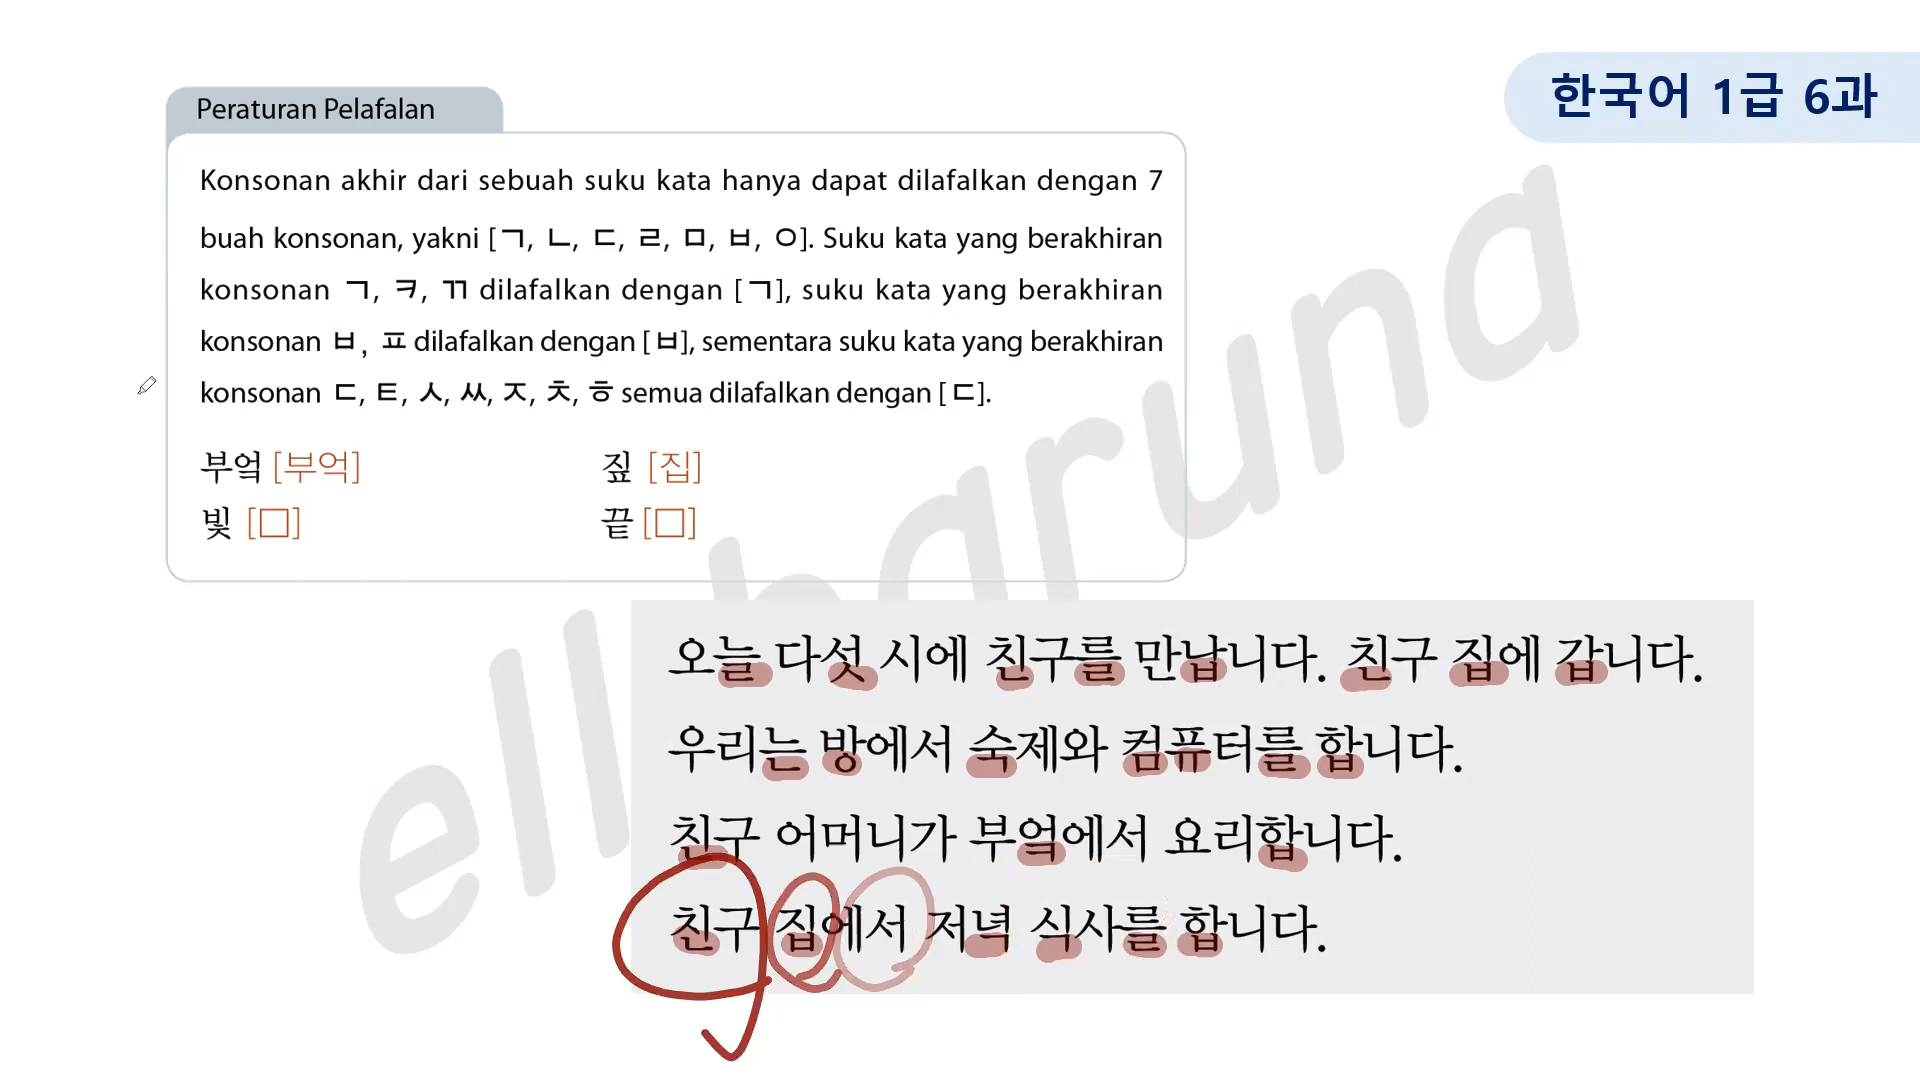 한국어 1급 6과
Peraturan Pelafalan
Konsonan akhir dari sebuah suku kata hanya dapat dilafalkan dengan 7
buah konsonan, yakni [ㄱ, ㄴ, ㄷ, ㄹ, ㅁ, ㅂ, ㅇ]. Suku kata yang berakhiran
konsonan ㄱ, ㅋ, ㄲ dilafalkan dengan [ㄱ], suku kata yang berakhiran
konsonan ㅂ, ㅍ dilafalkan dengan [ㅂ], sementara suku kata yang berakhiran
konsonan ㄷ, ㅌ, ㅅ, ㅆ, ㅈ, ㅊ, ㅎ semua dilafalkan dengan [ㄷ].
부엌 [부억] 짚 [집]
빛 [□] 끝 [□]
오늘 다섯 시에 친구를 만납니다. 친구 집에 갑니다.
우리는 방에서 숙제와 컴퓨터를 합니다.
친구 어머니가 부엌에서 요리합니다.
친구 집에서 저녁 식사를 합니다.